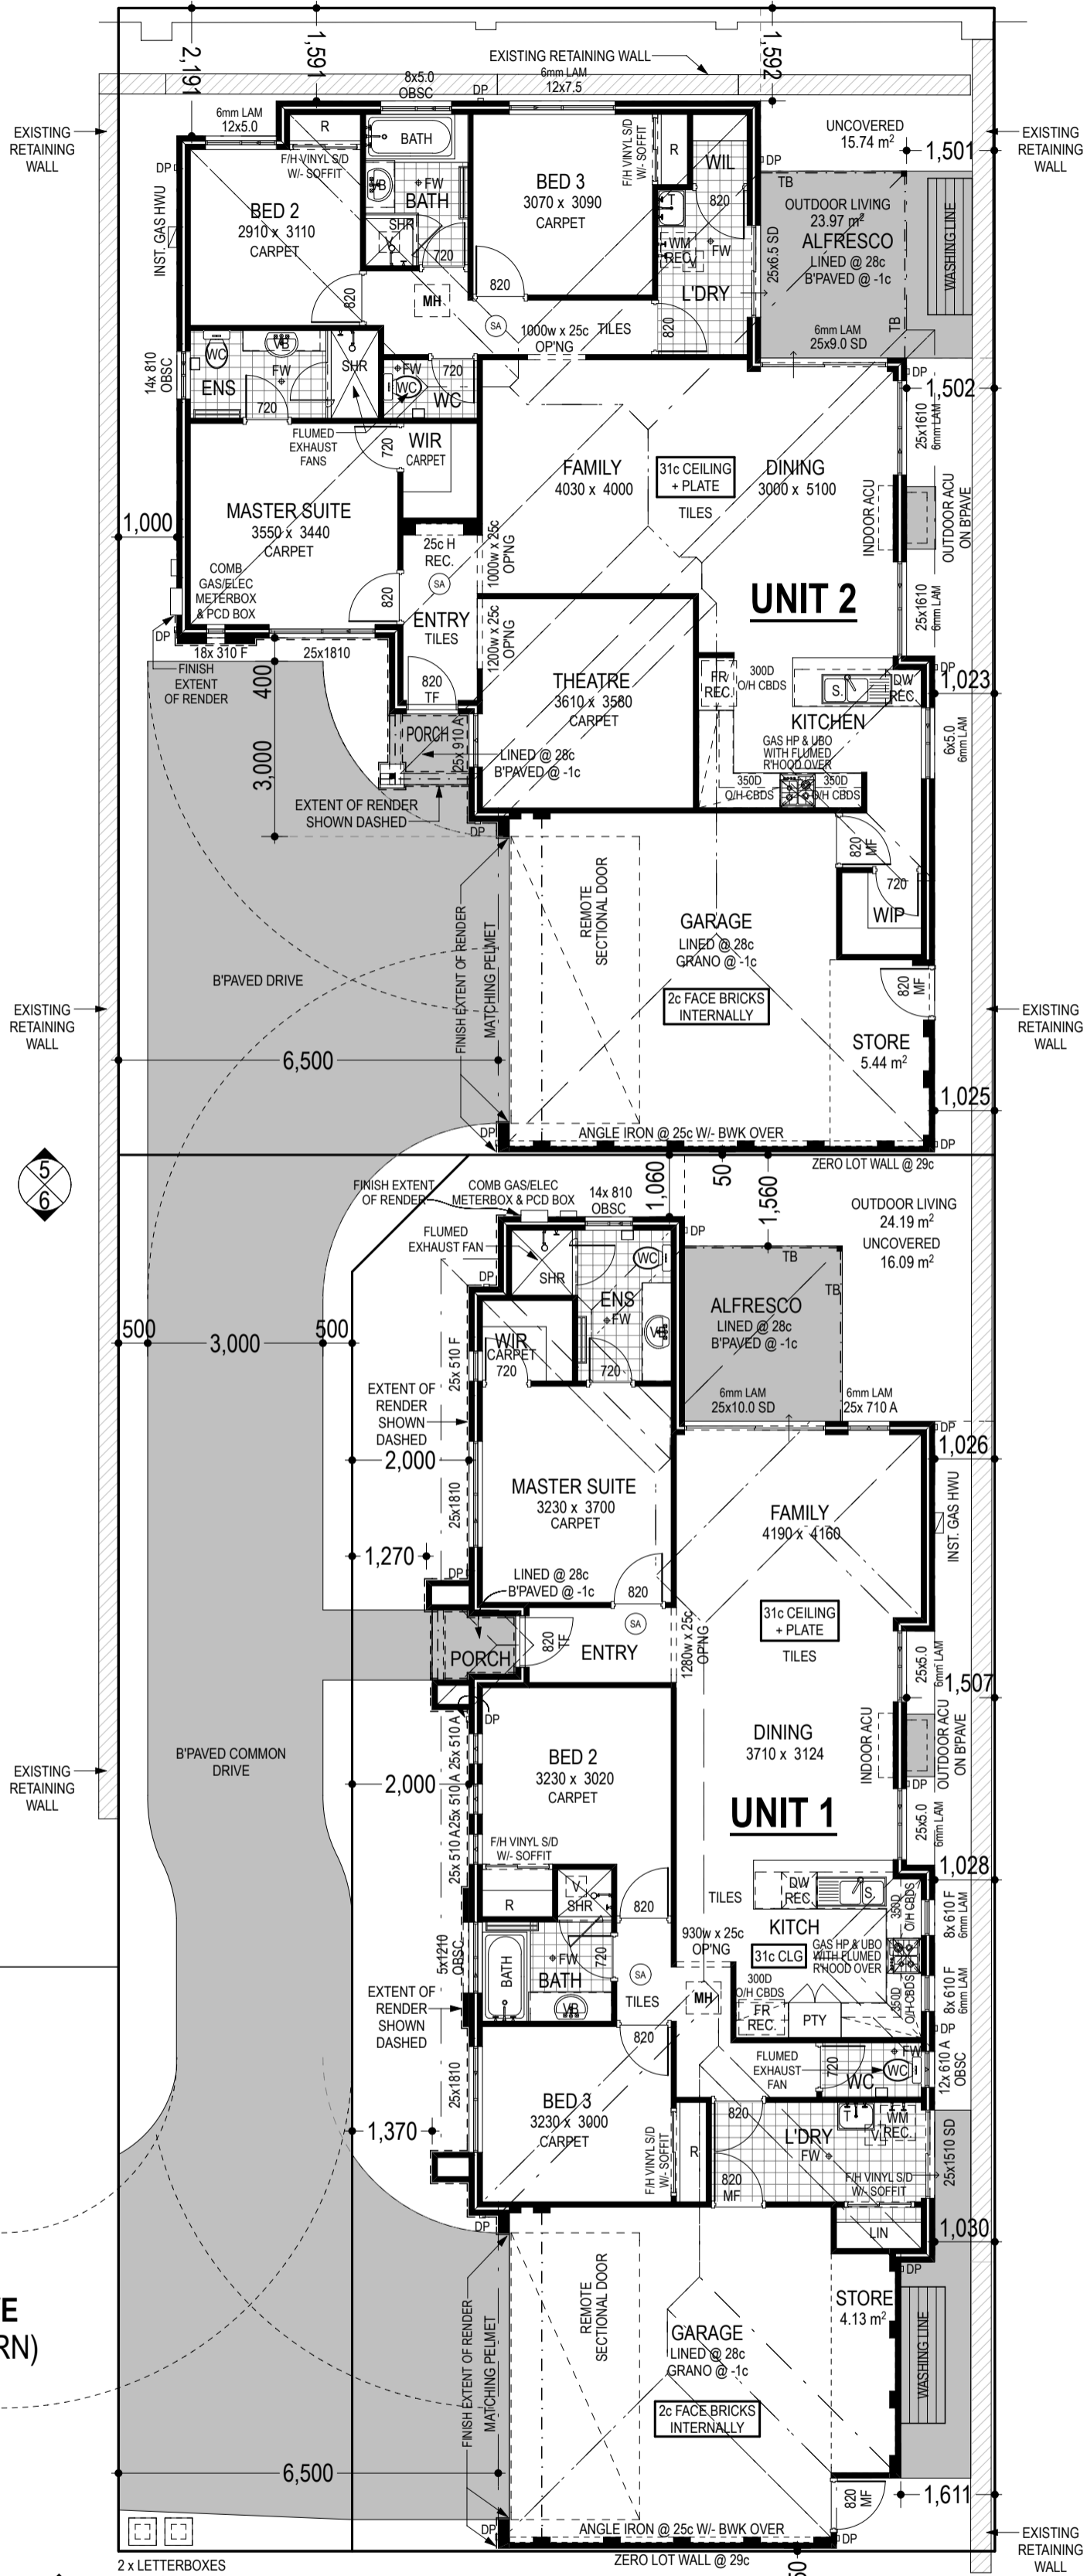 2,191
1,591
1,592
EXISTING RETAINING WALL
8x5.0
OBSC
DP
6mm LAM
12x7.5
6mm LAM
12x5.0
EXISTING
RETAINING
WALL
R
F/H VINYL S/D
W/- SOFFIT
BATH
VB
FW
BATH
SHR
720
BED 3
3070 x 3090
CARPET
F/H VINYL S/D
W/- SOFFIT
R
WIL
820
DP
UNCOVERED
15.74 m²
1,501
EXISTING
RETAINING
WALL
DP
INST. GAS HWU
BED 2
2910 x 3110
CARPET
820
MH
820
SA
1000w x 25c
OP'NG
TILES
WM
REC.
V
FW
L'DRY
820
25x6.5 SD
TB
OUTDOOR LIVING
23.97 m²
ALFRESCO
LINED @ 28c
B'PAVED @ -1c
TB
WASHING LINE
6mm LAM
25x9.0 SD
DP
1,502
14x 810
OBSC
WC
ENS
VB
FW
720
SHR
FW
WC
720
WC
FLUMED
EXHAUST
FANS
720
WIR
CARPET
FAMILY
4030 x 4000
31c CEILING
+ PLATE
TILES
DINING
3000 x 5100
25x1610
6mm LAM
INDOOR ACU
OUTDOOR ACU
ON B'PAVE
25x1610
6mm LAM
1,000
MASTER SUITE
3550 x 3440
CARPET
COMB
GAS/ELEC
METERBOX
& PCD BOX
DP
25c H
REC.
SA
820
ENTRY
TILES
820
TF
1000w x 25c
OP'NG
1200w x 25c
OP'NG
UNIT 2
18x 310 F
25x1810
FINISH
EXTENT
OF RENDER
400
3,000
THEATRE
3610 x 3580
CARPET
PORCH
25x 910 A
LINED @ 28c
B'PAVED @ -1c
EXTENT OF RENDER
SHOWN DASHED
DP
FR
REC.
300D
O/H CBDS
S.
DW
REC.
DP
1,023
KITCHEN
GAS HP & UBO
WITH FLUMED
R'HOOD OVER
350D
O/H CBDS
350D
O/H CBDS
6x5.0
6mm LAM
820
MF
720
WIP
REMOTE
SECTIONAL DOOR
GARAGE
LINED @ 28c
GRANO @ -1c
2c FACE BRICKS
INTERNALLY
820
MF
STORE
5.44 m²
FINISH EXTENT OF RENDER
MATCHING PELMET
B'PAVED DRIVE
EXISTING
RETAINING
WALL
EXISTING
RETAINING
WALL
6,500
1,025
DP
ANGLE IRON @ 25c W/- BWK OVER
DP
ZERO LOT WALL @ 29c
5
6
FINISH EXTENT
OF RENDER
COMB GAS/ELEC
METERBOX & PCD BOX
14x 810
OBSC
1,060
50
1,560
OUTDOOR LIVING
24.19 m²
UNCOVERED
16.09 m²
FLUMED
EXHAUST FAN
DP
SHR
WC
ENS
FW
VB
720
DP
WIR
CARPET
720
TB
TB
ALFRESCO
LINED @ 28c
B'PAVED @ -1c
6mm LAM
25x10.0 SD
6mm LAM
25x 710 A
DP
500
3,000
500
25x 510 F
EXTENT OF
RENDER
SHOWN
DASHED
2,000
25x1810
1,270
DP
MASTER SUITE
3230 x 3700
CARPET
LINED @ 28c
B'PAVED @ -1c
820
SA
PORCH
820
TF
ENTRY
1280w x 25c
OP'NG
1,026
INST. GAS HWU
FAMILY
4190 x 4160
31c CEILING
+ PLATE
TILES
25x5.0
6mm LAM
1,507
DINING
3710 x 3124
INDOOR ACU
OUTDOOR ACU
ON B'PAVE
DP
25x5.0
6mm LAM
UNIT 1
DP
BED 2
3230 x 3020
CARPET
25x 510 A
25x 510 A
25x 510 A
2,000
B'PAVED COMMON
DRIVE
EXISTING
RETAINING
WALL
F/H VINYL S/D
W/- SOFFIT
R
V
SHR
820
TILES
930w x 25c
OP'NG
DW
REC.
S.
1,028
KITCH
31c CLG
GAS HP & UBO
WITH FLUMED
R'HOOD OVER
350D
O/H CBDS
350D
O/H CBDS
8x 610 F
6mm LAM
8x 610 F
6mm LAM
5x1210
OBSC
BATH
FW
BATH
VB
720
SA
TILES
MH
300D
O/H CBDS
FR
REC.
PTY
DP
EXTENT OF
RENDER
SHOWN
DASHED
820
FLUMED
EXHAUST
FAN
720
WC
WC
FW
12x 610 A
OBSC
25x1810
BED 3
3230 x 3000
CARPET
F/H VINYL S/D
W/- SOFFIT
R
820
820
MF
L'DRY
FW
T
WM
REC.
V
F/H VINYL S/D
W/- SOFFIT
LIN
25x1510 SD
1,370
1,030
DP
DP
REMOTE
SECTIONAL DOOR
STORE
4.13 m²
GARAGE
LINED @ 28c
GRANO @ -1c
2c FACE BRICKS
INTERNALLY
WASHING LINE
FINISH EXTENT OF RENDER
MATCHING PELMET
RN)
6,500
820
MF
1,611
DP
ANGLE IRON @ 25c W/- BWK OVER
DP
EXISTING
RETAINING
WALL
2 x LETTERBOXES
ZERO LOT WALL @ 29c